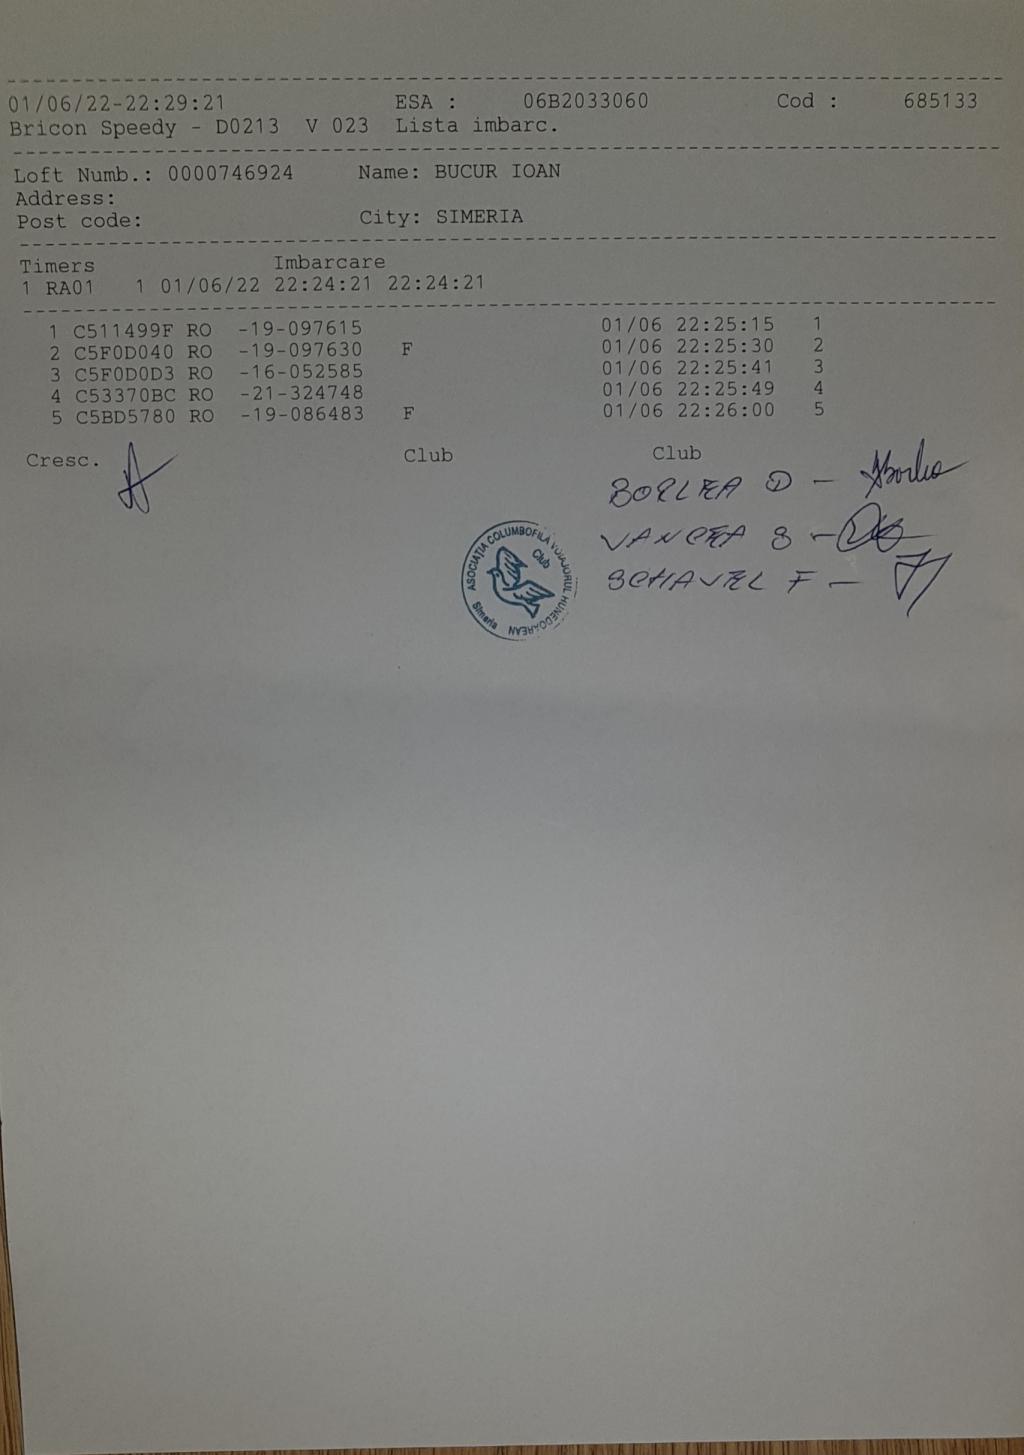 01/06/22-22:29:21 ESA : 06B2033060 Cod : 685133
Bricon Speedy - D0213 V 023 Lista imbarc.
Loft Numb.: 0000746924 Name: BUCUR IOAN
Address:
Post code: City: SIMERIA
Timers Imbarcare
1 RA01 1 01/06/22 22:24:21 22:24:21
1 C511499F RO -19-097615 01/06 22:25:15 1
2 C5F0D040 RO -19-097630 F 01/06 22:25:30 2
3 C5F0D0D3 RO -16-052585 01/06 22:25:41 3
4 C53370BC RO -21-324748 01/06 22:25:49 4
5 C5BD5780 RO -19-086483 F 01/06 22:26:00 5
Cresc. Club Club
BORLEA D -
VANCEA S -
SCHAVEL F -
ASOCIAȚIA COLUMBOFILĂ VOIAJORUL HUNEDOREAN
Club
Simeria